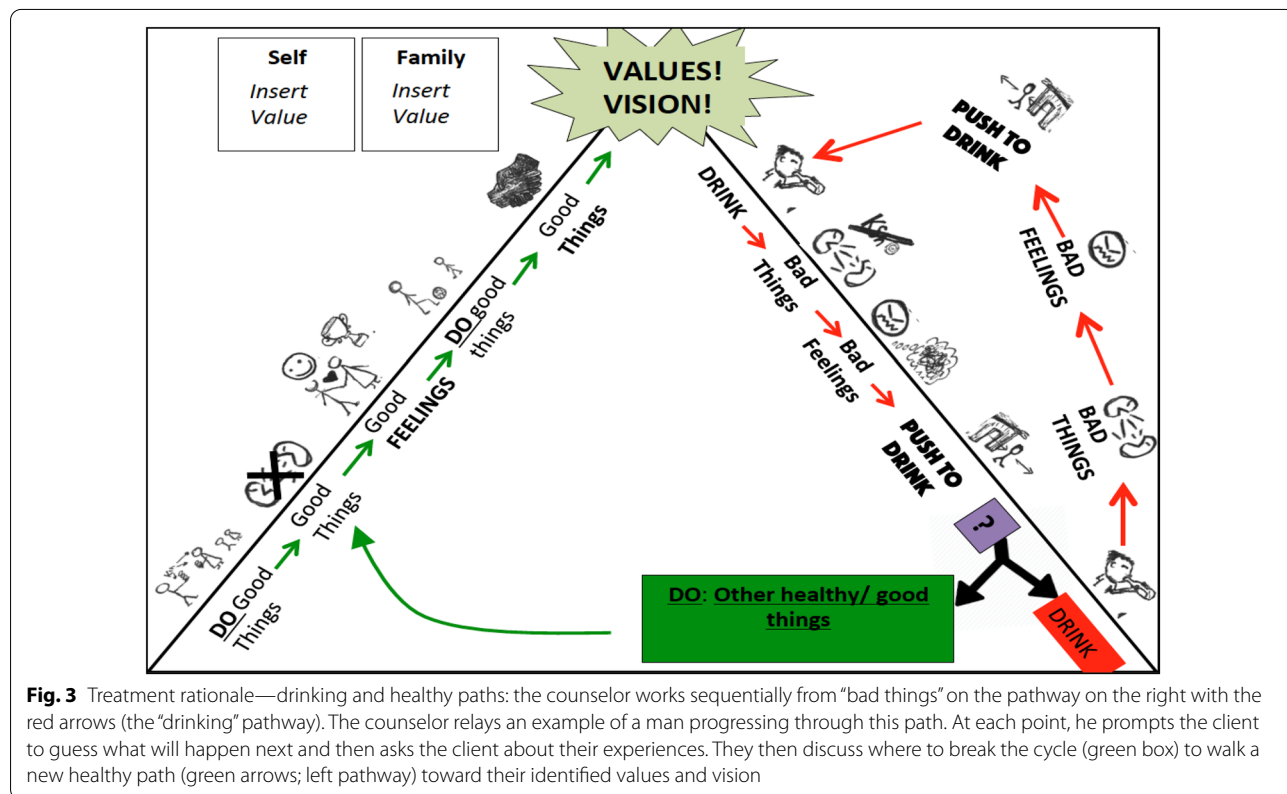 Self
Insert
Value
Family
Insert
Value
VALUES!
VISION!
DO Good
Things
Good
Things
Good
FEELINGS
DO good
things
Good
Things
DRINK
Bad
Things
Bad
Feelings
PUSH TO
DRINK
?
DRINK
BAD
THINGS
BAD
FEELINGS
PUSH TO
DRINK
DO: Other healthy/ good
things
Fig. 3 Treatment rationale—drinking and healthy paths: the counselor works sequentially from “bad things” on the pathway on the right with the
red arrows (the “drinking” pathway). The counselor relays an example of a man progressing through this path. At each point, he prompts the client
to guess what will happen next and then asks the client about their experiences. They then discuss where to break the cycle (green box) to walk a
new healthy path (green arrows; left pathway) toward their identified values and vision